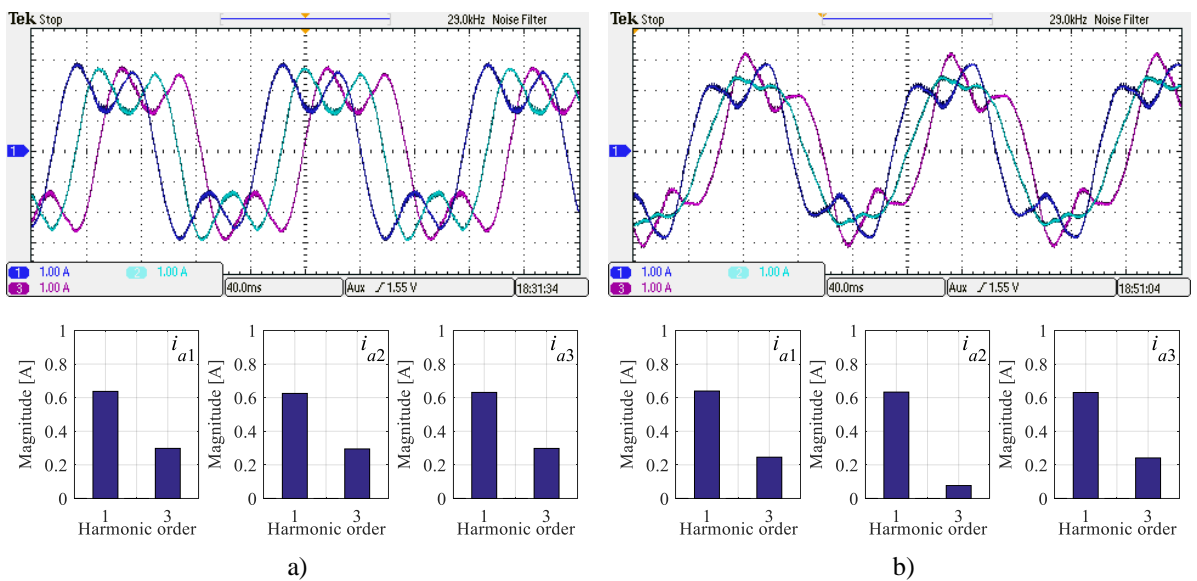 Tek Stop 29.0kHz Noise Filter
1
1 1.00 A 2 1.00 A
3 1.00 A 40.0ms Aux 1.55 V 18:31:34
Tek Stop 29.0kHz Noise Filter
1
1 1.00 A 2 1.00 A
3 1.00 A 40.0ms Aux 1.55 V 18:51:04
Magnitude [A]
1
0.8
0.6
0.4
0.2
0
i a1
1 3
Harmonic order
Magnitude [A]
1
0.8
0.6
0.4
0.2
0
i a2
1 3
Harmonic order
Magnitude [A]
1
0.8
0.6
0.4
0.2
0
i a3
1 3
Harmonic order
a)
Magnitude [A]
1
0.8
0.6
0.4
0.2
0
i a1
1 3
Harmonic order
Magnitude [A]
1
0.8
0.6
0.4
0.2
0
i a2
1 3
Harmonic order
Magnitude [A]
1
0.8
0.6
0.4
0.2
0
i a3
1 3
Harmonic order
b)